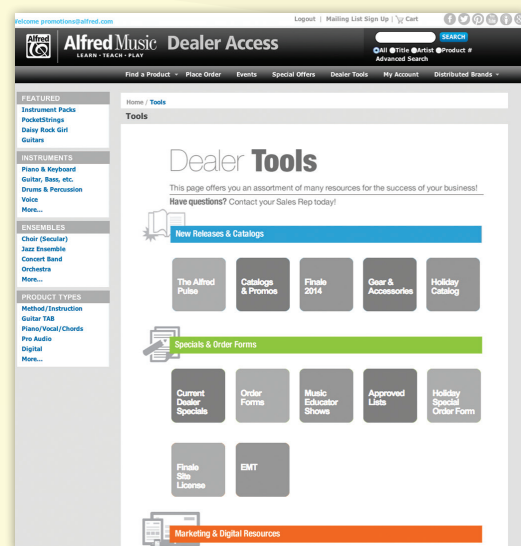 Welcome promotions@alfred.com
Logout | Mailing List Sign Up | Cart
Alfred
Alfred Music Dealer Access
LEARN • TEACH • PLAY
SEARCH
All Title Artist Product #
Advanced Search
Find a Product Place Order Events Special Offers Dealer Tools My Account Distributed Brands
FEATURED
Instrument Packs
PocketStrings
Daisy Rock Girl
Guitars
INSTRUMENTS
Piano & Keyboard
Guitar, Bass, etc.
Drums & Percussion
Voice
More...
ENSEMBLES
Choir (Secular)
Jazz Ensemble
Concert Band
Orchestra
More...
PRODUCT TYPES
Method/Instruction
Guitar TAB
Piano/Vocal/Chords
Pro Audio
Digital
More...
Home / Tools
Tools
Dealer Tools
This page offers you an assortment of many resources for the success of your business!
Have questions? Contact your Sales Rep today!
New Releases & Catalogs
The Alfred
Pulse
Catalogs
& Promos
Finale
2014
Gear &
Accessories
Holiday
Catalog
Specials & Order Forms
Current
Dealer
Specials
Order
Forms
Music
Educator
Shows
Approved
Lists
Holiday
Special
Order Form
Finale
Site
License
EMT
Marketing & Digital Resources